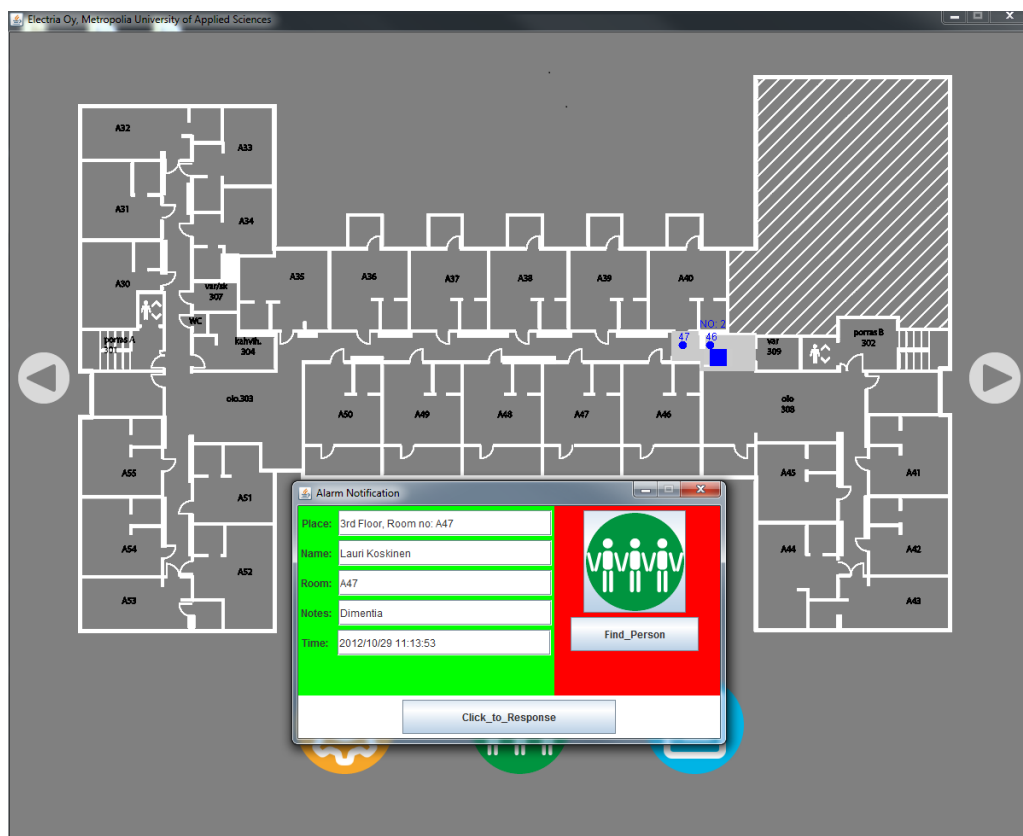 Electria Oy, Metropolia University of Applied Sciences
A32
A33
A31
A34
A30
A35
A36
A37
A38
A39
A40
var/sk
307
WC
porras A
301
kahvih.
304
NO: 2
47
46
var
309
porras B
302
olo.303
A50
A49
A48
A47
A46
olo
308
A55
A51
A45
A41
A54
A52
A44
A42
A53
A43
Alarm Notification
Place: 3rd Floor, Room no: A47
Name: Lauri Koskinen
Room: A47
Notes: Dimentia
Time: 2012/10/29 11:13:53
Find_Person
Click_to_Response